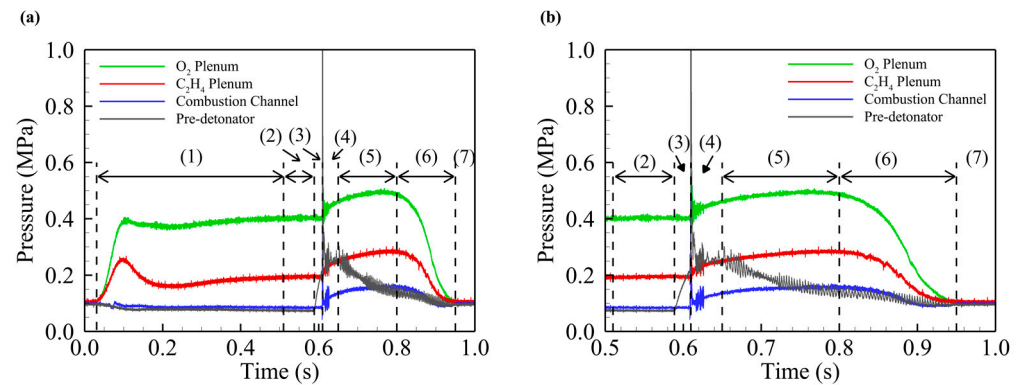 (a)
Pressure (MPa)
1.0
0.8
0.6
0.4
0.2
0.0
O₂ Plenum
C₂H₄ Plenum
Combustion Channel
Pre-detonator
(1)
(2)
(3)
(4)
(5)
(6)
(7)
0.0 0.2 0.4 0.6 0.8 1.0
Time (s)
(b)
Pressure (MPa)
1.0
0.8
0.6
0.4
0.2
0.0
O₂ Plenum
C₂H₄ Plenum
Combustion Channel
Pre-detonator
(2)
(3)
(4)
(5)
(6)
(7)
0.5 0.6 0.7 0.8 0.9 1.0
Time (s)